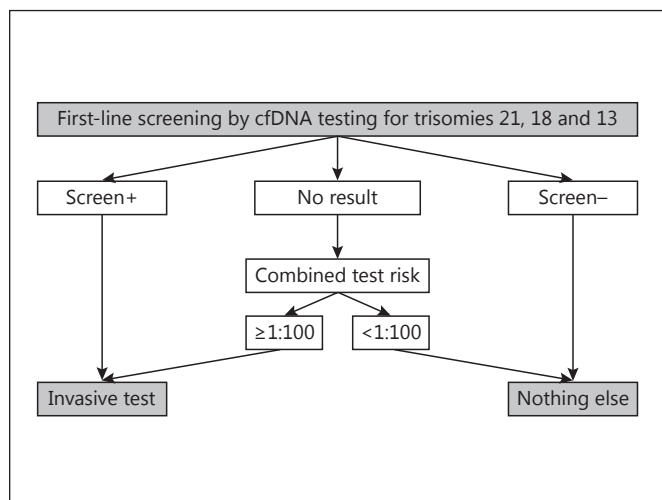 First-line screening by cfDNA testing for trisomies 21, 18 and 13
Screen+
No result
Screen–
Combined test risk
≥1:100
<1:100
Invasive test
Nothing else